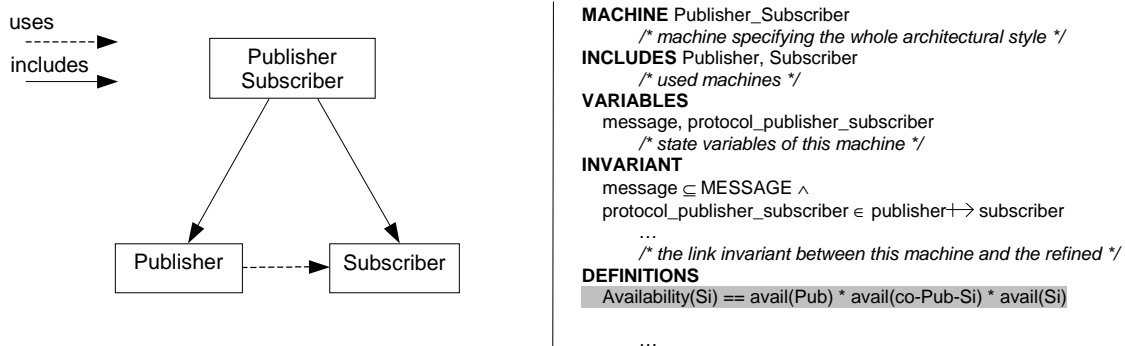 uses
includes
Publisher
Subscriber
Publisher
Subscriber
MACHINE Publisher_Subscriber
/* machine specifying the whole architectural style */
INCLUDES Publisher, Subscriber
/* used machines */
VARIABLES
message, protocol_publisher_subscriber
/* state variables of this machine */
INVARIANT
message ⊆ MESSAGE ∧
protocol_publisher_subscriber ∈ publisher⇸ subscriber
…
/* the link invariant between this machine and the refined */
DEFINITIONS
Availability(Si) == avail(Pub) * avail(co-Pub-Si) * avail(Si)
…